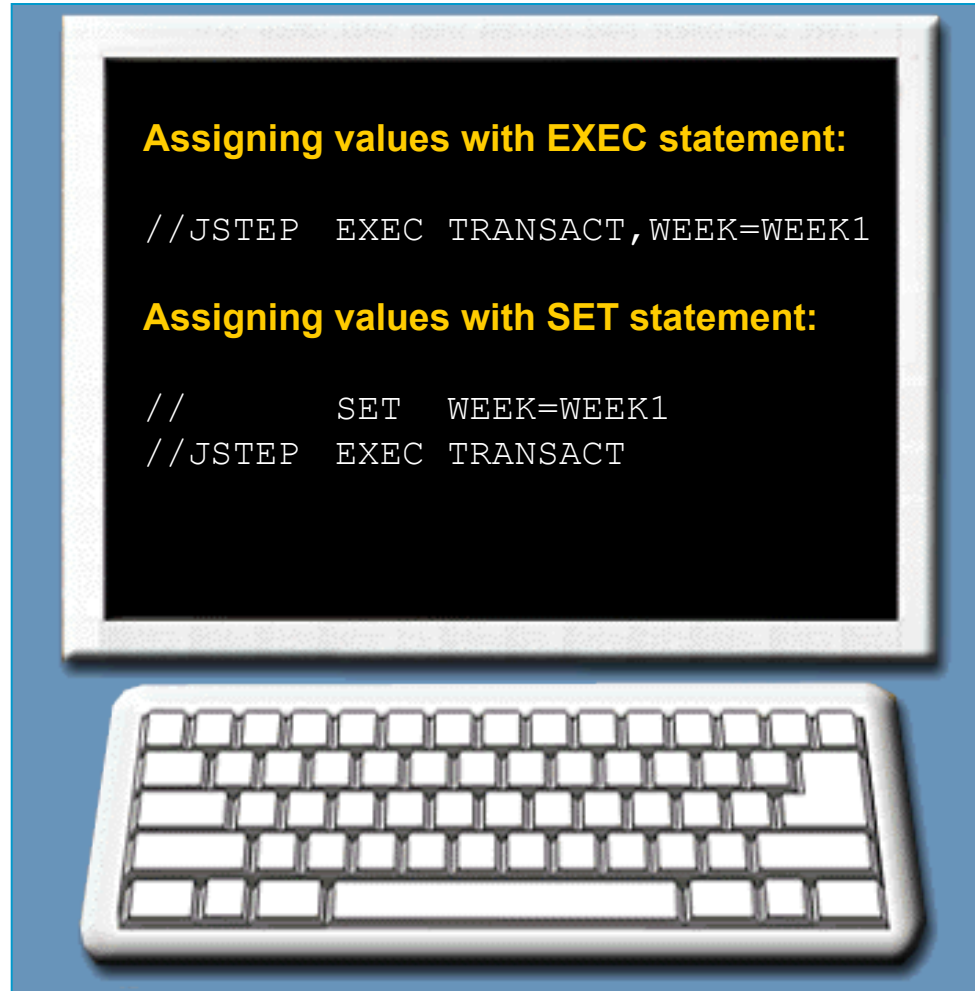 Assigning values with EXEC statement:
//JSTEP EXEC TRANSACT,WEEK=WEEK1
Assigning values with SET statement:
// SET WEEK=WEEK1
//JSTEP EXEC TRANSACT